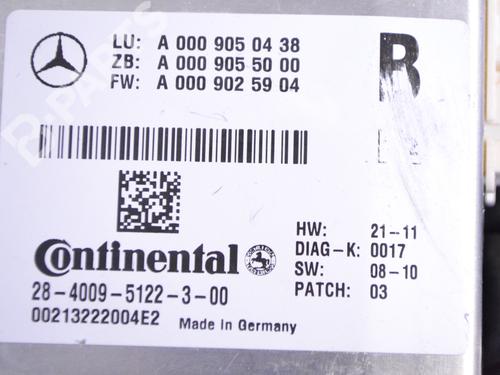 LU: A 000 905 04 38
ZB: A 000 905 50 00
FW: A 000 902 59 04
B
Continental
HW: 21-11
DIAG-K: 0017
SW: 08-10
PATCH: 03
28-4009-5122-3-00
00213222004E2 Made in Germany